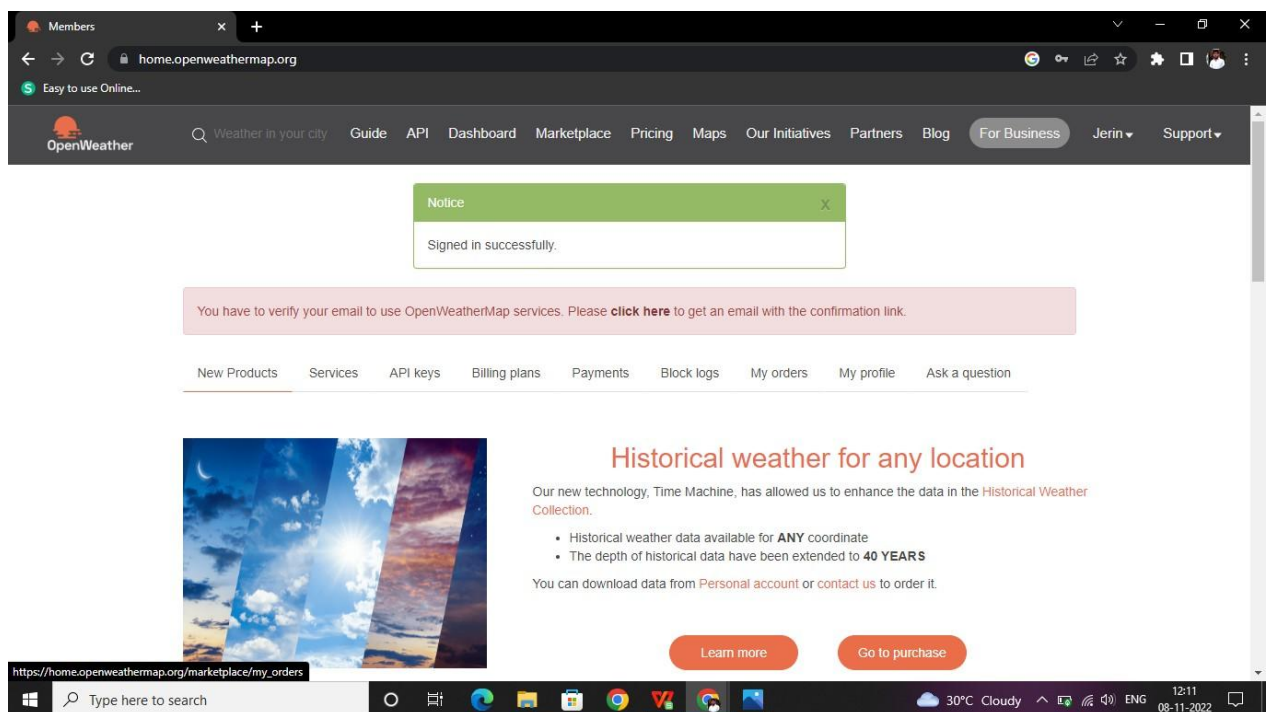 Members
home.openweathermap.org
Easy to use Online...
OpenWeather
Weather in your city Guide API Dashboard Marketplace Pricing Maps Our Initiatives Partners Blog For Business Jerin Support
Notice x
Signed in successfully.
You have to verify your email to use OpenWeatherMap services. Please click here to get an email with the confirmation link.
New Products Services API keys Billing plans Payments Block logs My orders My profile Ask a question
Historical weather for any location
Our new technology, Time Machine, has allowed us to enhance the data in the Historical Weather
Collection.
• Historical weather data available for ANY coordinate
• The depth of historical data have been extended to 40 YEARS
You can download data from Personal account or contact us to order it.
Learn more Go to purchase
https://home.openweathermap.org/marketplace/my_orders
Type here to search 30°C Cloudy ENG 12:11
08-11-2022